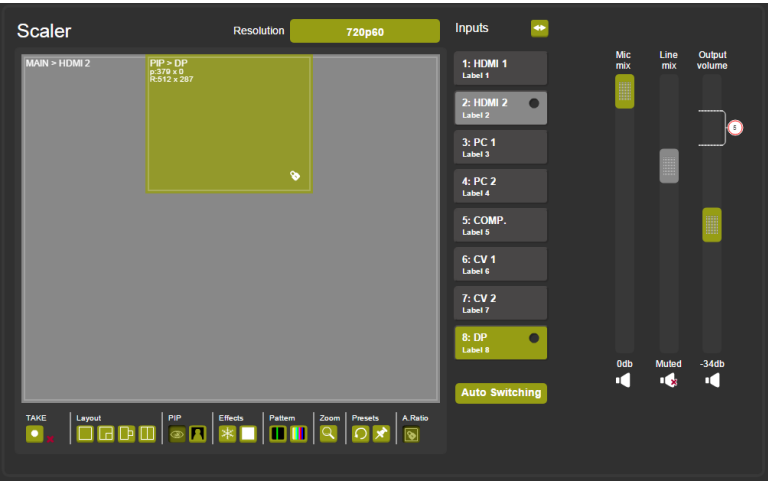 Scaler
Resolution
720p60
Inputs
MAIN > HDMI 2
PIP > DP
p:379 x 0
R:512 x 287
1: HDMI 1
Label 1
2: HDMI 2
Label 2
3: PC 1
Label 3
4: PC 2
Label 4
5: COMP.
Label 5
6: CV 1
Label 6
7: CV 2
Label 7
8: DP
Label 8
Auto Switching
Mic
mix
Line
mix
Output
volume
5
0db
Muted
-34db
TAKE
Layout
PIP
Effects
Pattern
Zoom
Presets
A.Ratio